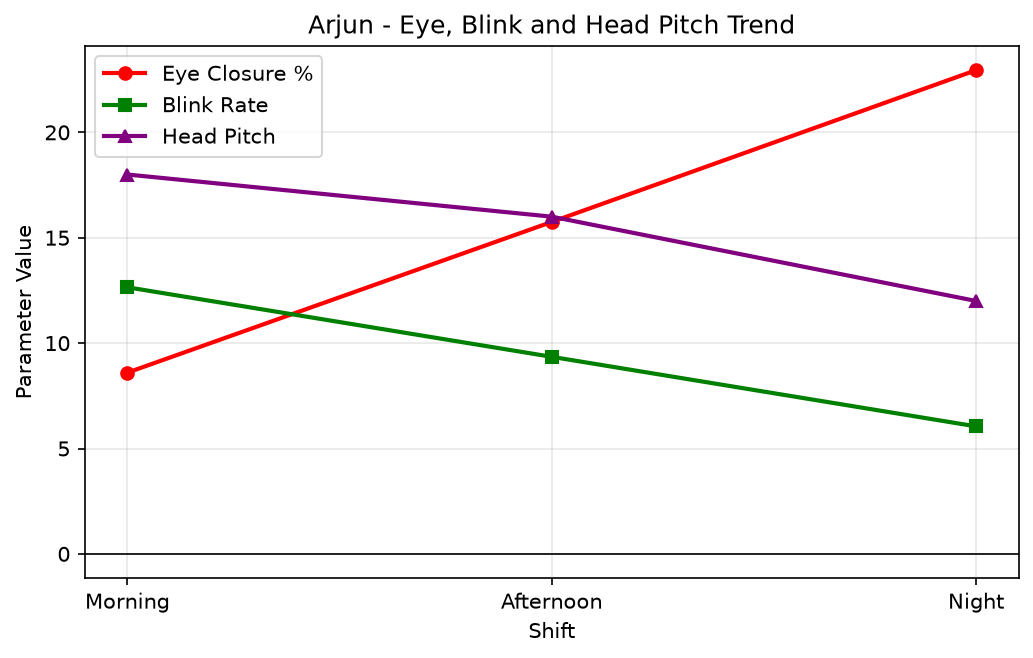 Arjun - Eye, Blink and Head Pitch Trend
Eye Closure %
Blink Rate
Head Pitch
Parameter Value
20
15
10
5
0
Morning
Afternoon
Night
Shift